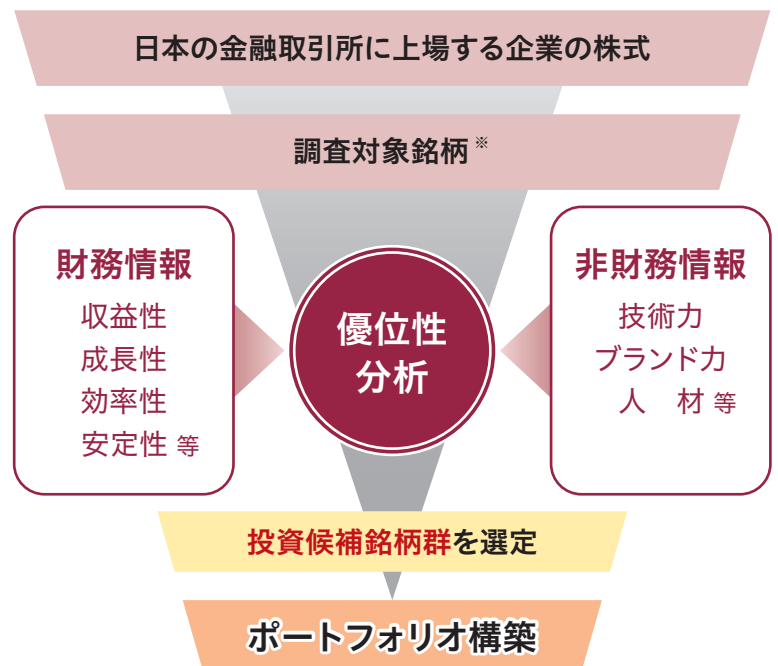 日本の金融取引所に上場する企業の株式
調査対象銘柄※
財務情報
収益性
成長性
効率性
安定性 等
優位性
分析
非財務情報
技術力
ブランド力
人　材 等
投資候補銘柄群を選定
ポートフォリオ構築